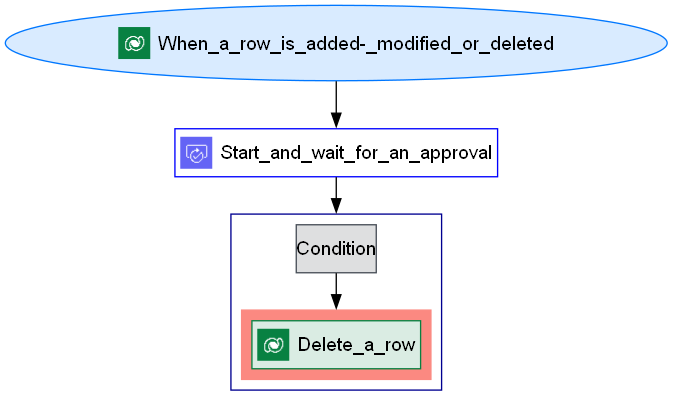 When_a_row_is_added-_modified_or_deleted
Start_and_wait_for_an_approval
Condition
Delete_a_row